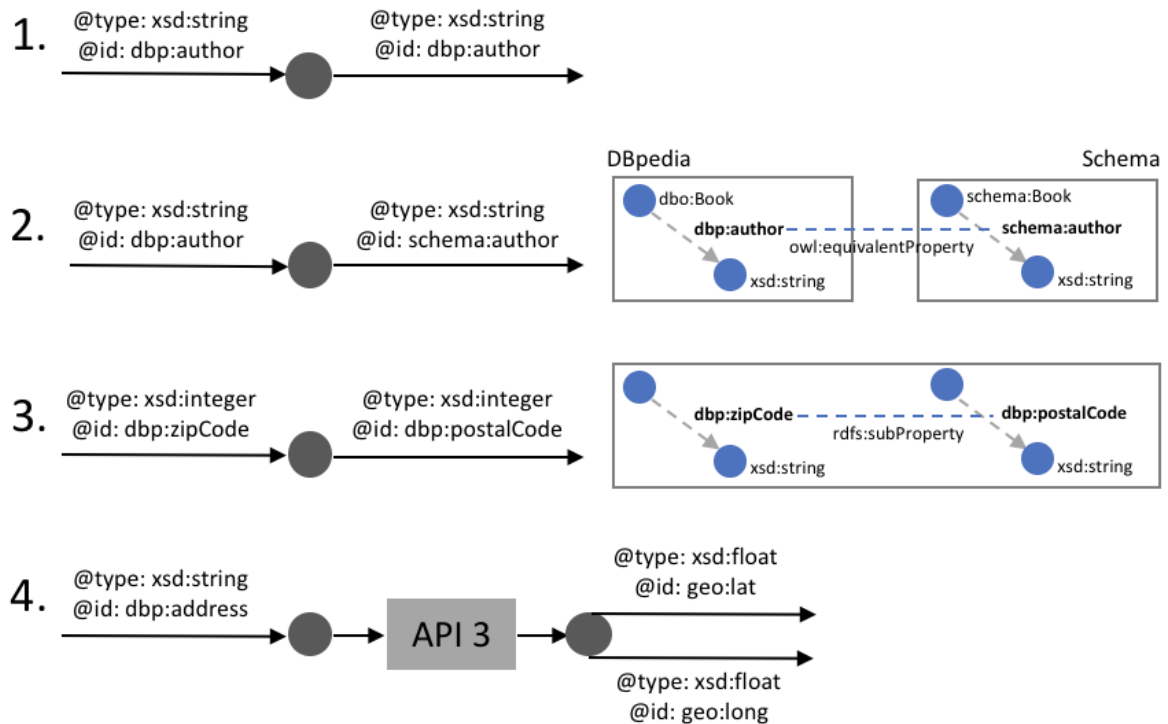 1.
@type: xsd:string
@id: dbp:author
@type: xsd:string
@id: dbp:author
2.
@type: xsd:string
@id: dbp:author
@type: xsd:string
@id: schema:author
DBpedia
Schema
dbo:Book
schema:Book
dbp:author
schema:author
owl:equivalentProperty
xsd:string
xsd:string
3.
@type: xsd:integer
@id: dbp:zipCode
@type: xsd:integer
@id: dbp:postalCode
dbp:zipCode
dbp:postalCode
rdfs:subProperty
xsd:string
xsd:string
4.
@type: xsd:string
@id: dbp:address
API 3
@type: xsd:float
@id: geo:lat
@type: xsd:float
@id: geo:long